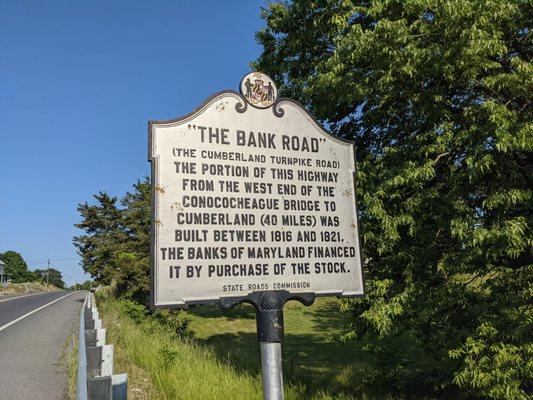 "THE BANK ROAD"
(THE CUMBERLAND TURNPIKE ROAD)
THE PORTION OF THIS HIGHWAY
FROM THE WEST END OF THE
CONOCOCHEAGUE BRIDGE TO
CUMBERLAND (40 MILES) WAS
BUILT BETWEEN 1816 AND 1821.
THE BANKS OF MARYLAND FINANCED
IT BY PURCHASE OF THE STOCK.
STATE ROADS COMMISSION